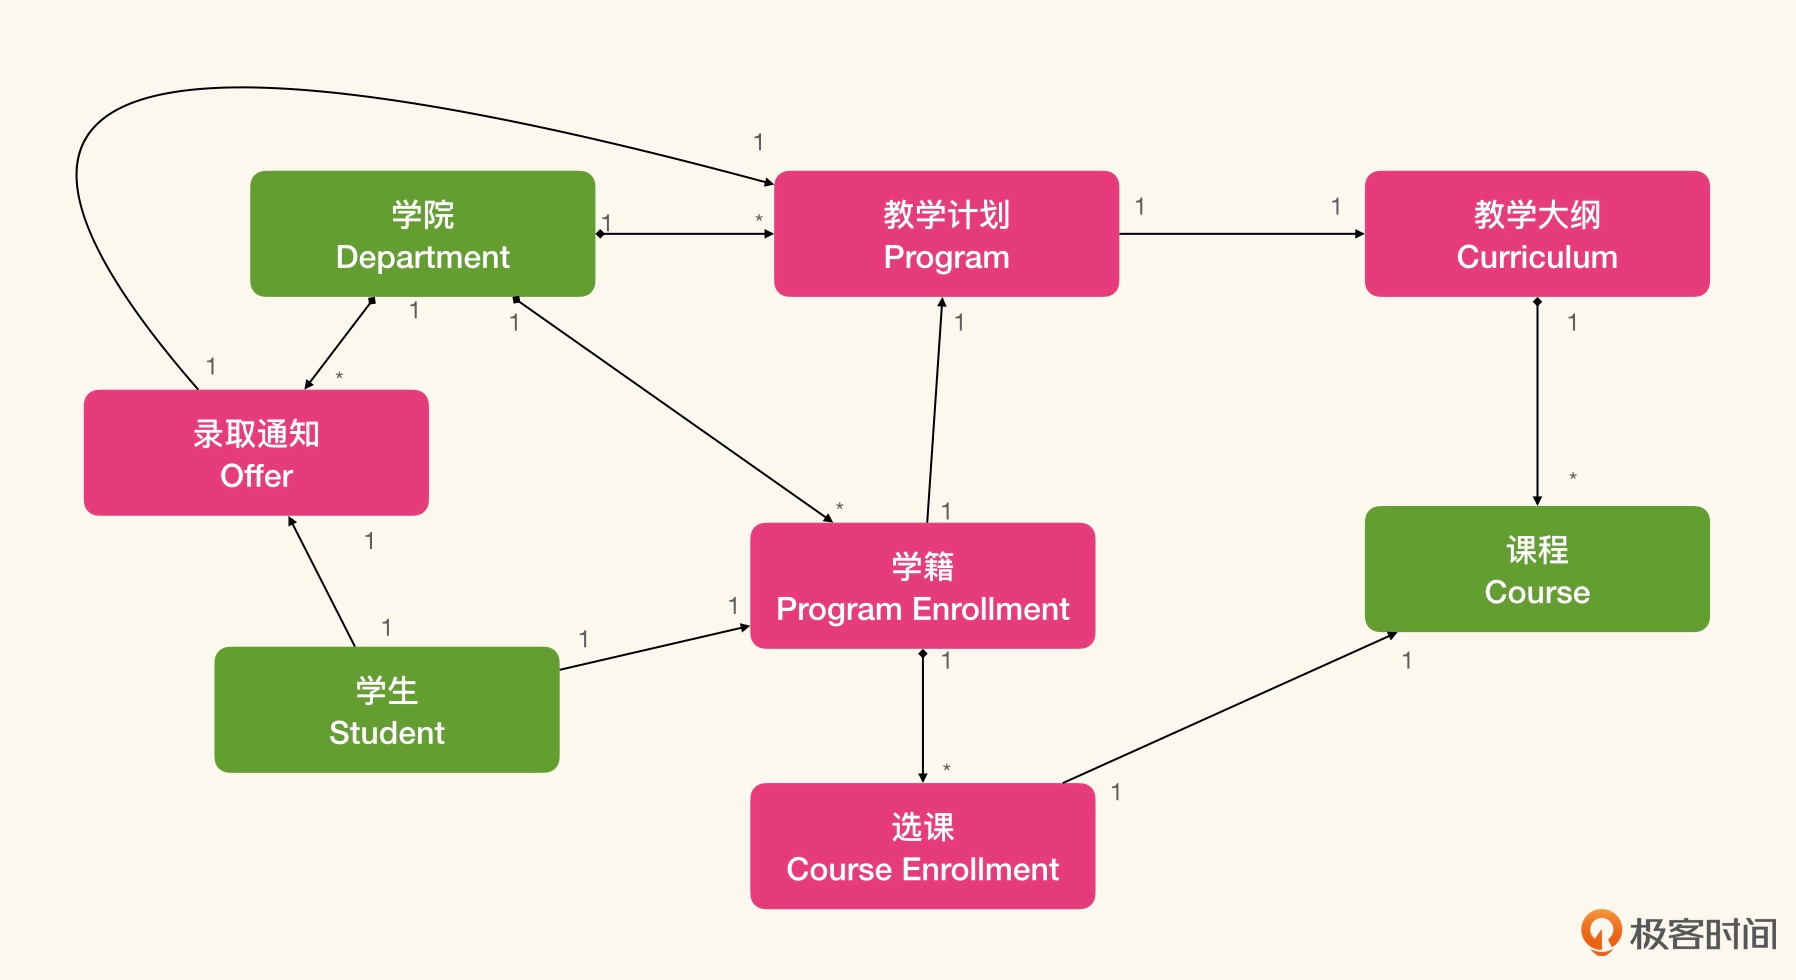 1
学院
Department
1
*
教学计划
Program
1
1
教学大纲
Curriculum
1
1
1
1
1
*
录取通知
Offer
*
1
*
1
学籍
Program Enrollment
课程
Course
1
1
1
1
学生
Student
1
1
*
1
选课
Course Enrollment
极客时间